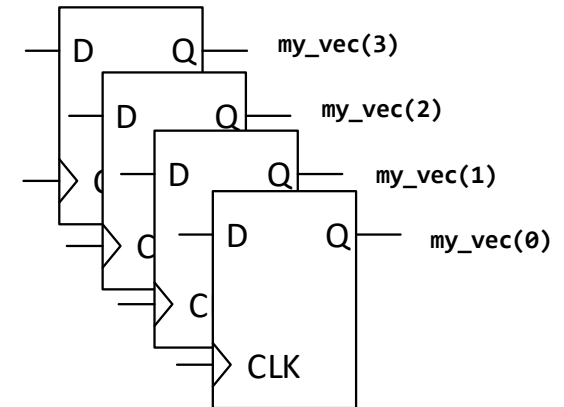 D Q my_vec(3)
D Q my_vec(2)
D Q my_vec(1)
D Q my_vec(0)
C
C
CLK